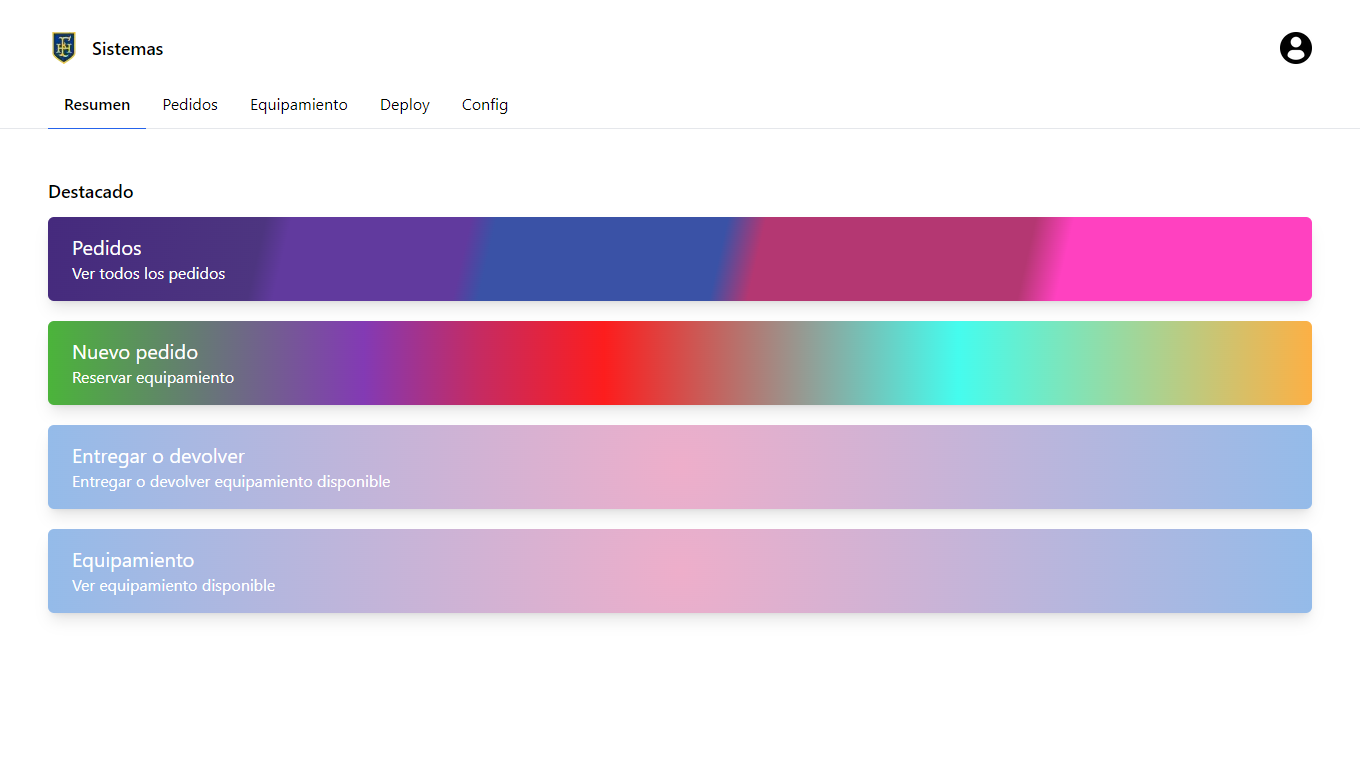 Sistemas
Resumen Pedidos Equipamiento Deploy Config
Destacado
Pedidos
Ver todos los pedidos
Nuevo pedido
Reservar equipamiento
Entregar o devolver
Entregar o devolver equipamiento disponible
Equipamiento
Ver equipamiento disponible